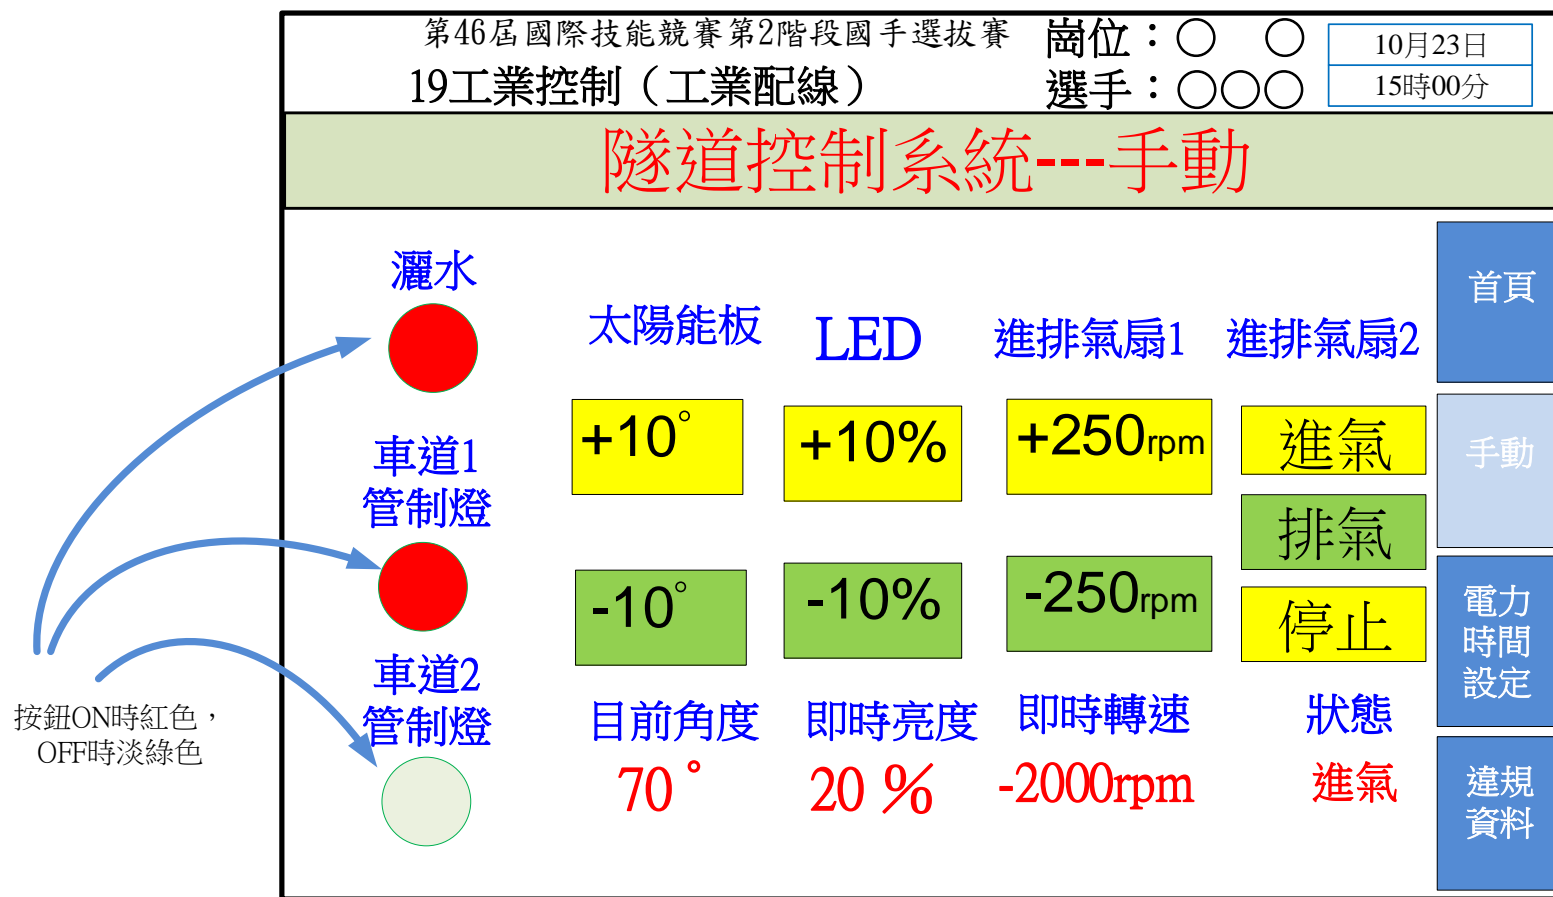 第46屆國際技能競賽第2階段國手選拔賽
崗位：○ ○
10月23日
19工業控制（工業配線）
選手：○○○
15時00分
隧道控制系統---手動
灑水
太陽能板
LED
進排氣扇1
進排氣扇2
首頁
+10°
+10%
+250rpm
進氣
手動
車道1
管制燈
排氣
-10°
-10%
-250rpm
停止
電力
時間
設定
車道2
管制燈
目前角度
即時亮度
即時轉速
狀態
70°
20 %
-2000rpm
進氣
違規
資料
按鈕ON時紅色，
OFF時淡綠色